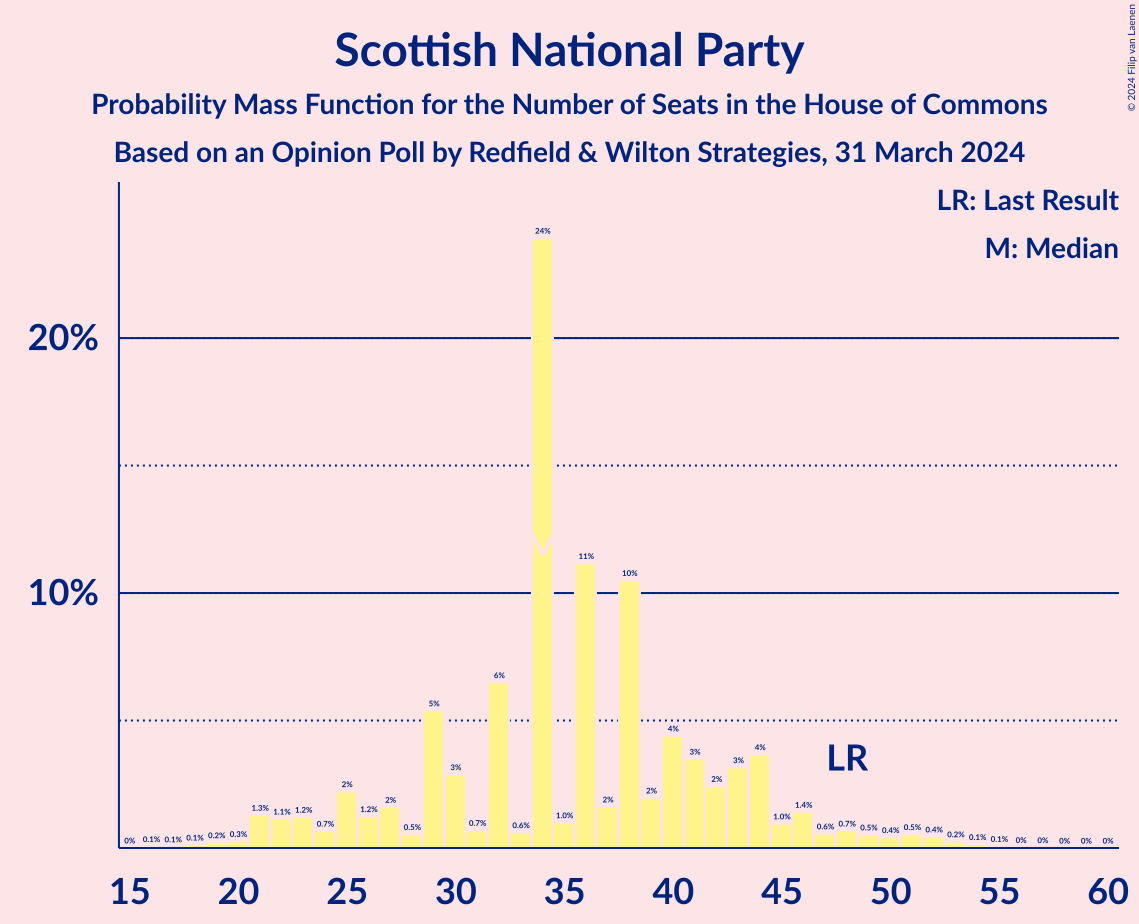 Scottish National Party
Probability Mass Function for the Number of Seats in the House of Commons
Based on an Opinion Poll by Redfield & Wilton Strategies, 31 March 2024
© 2024 Filip van Laenen
LR: Last Result
M: Median
20%
10%
0% 0.1% 0.1% 0.1% 0.2% 0.3% 1.3% 1.1% 1.2% 0.7% 2% 1.2% 2% 0.5% 5% 3% 0.7% 6% 0.6% 24% 1.0% 11% 2% 10% 2% 4% 3% 2% 3% 4% 1.0% 1.4% 0.6% 0.7% 0.5% 0.4% 0.5% 0.4% 0.2% 0.1% 0.1% 0% 0% 0% 0% 0%
LR
15 20 25 30 35 40 45 50 55 60